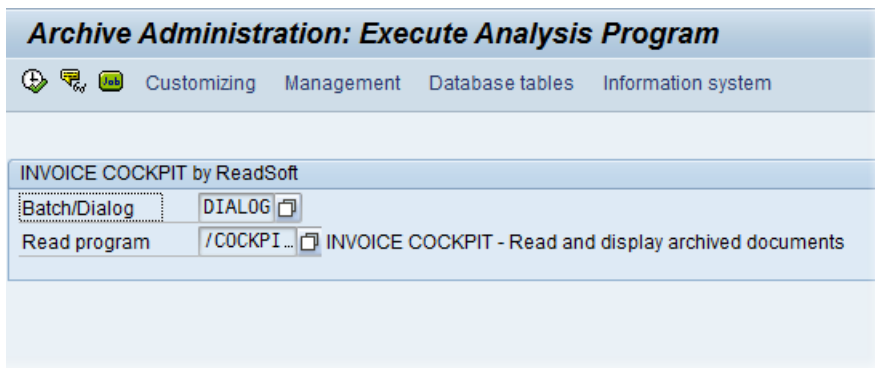 Archive Administration: Execute Analysis Program
Job Customizing Management Database tables Information system
INVOICE COCKPIT by ReadSoft
Batch/Dialog DIALOG
Read program /COCKPI... INVOICE COCKPIT - Read and display archived documents